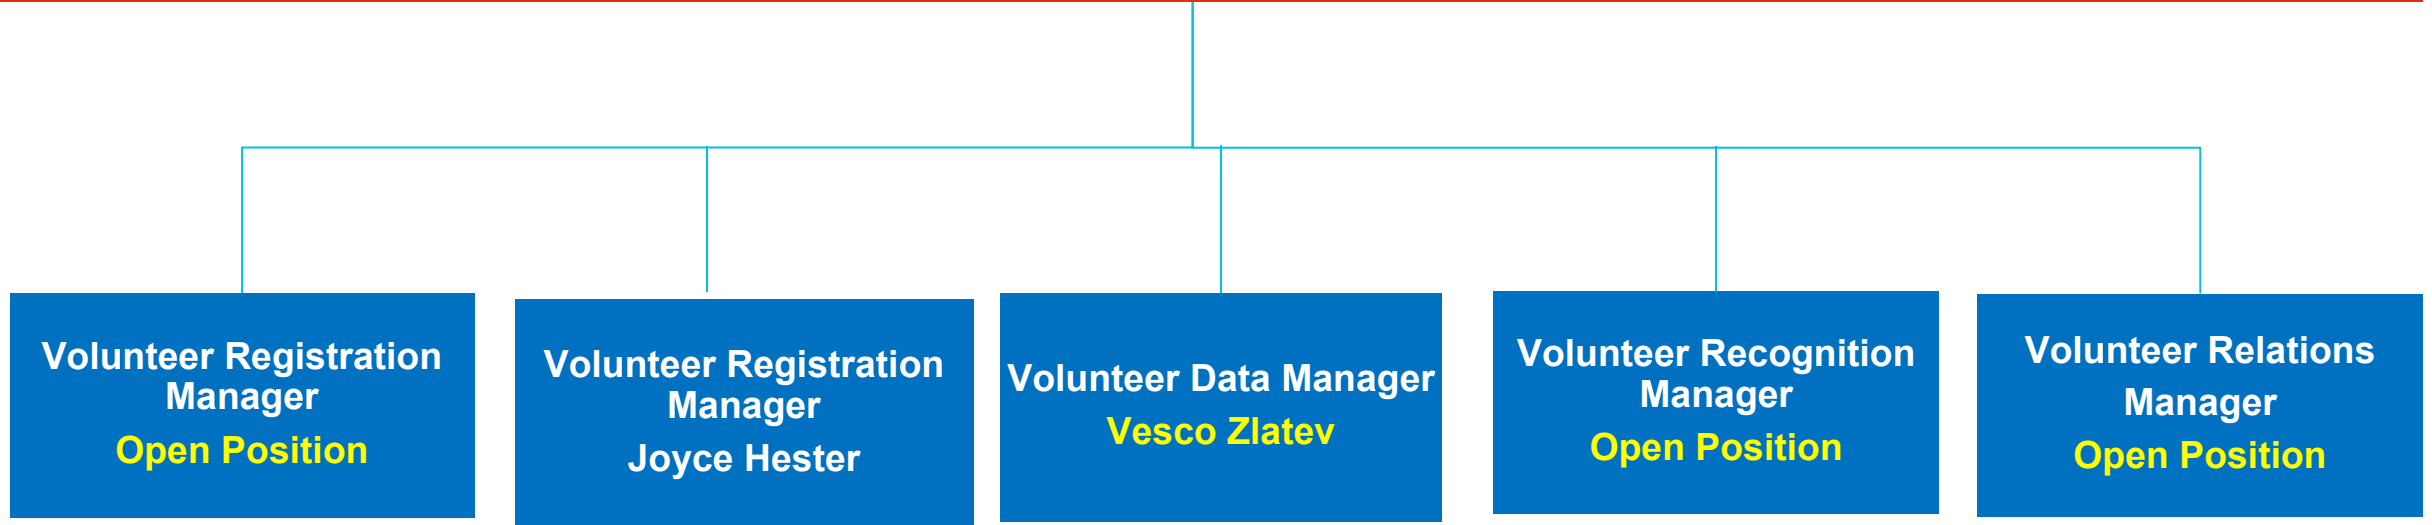 Volunteer Registration
Manager
Open Position
Volunteer Registration
Manager
Joyce Hester
Volunteer Data Manager
Vesco Zlatev
Volunteer Recognition
Manager
Open Position
Volunteer Relations
Manager
Open Position